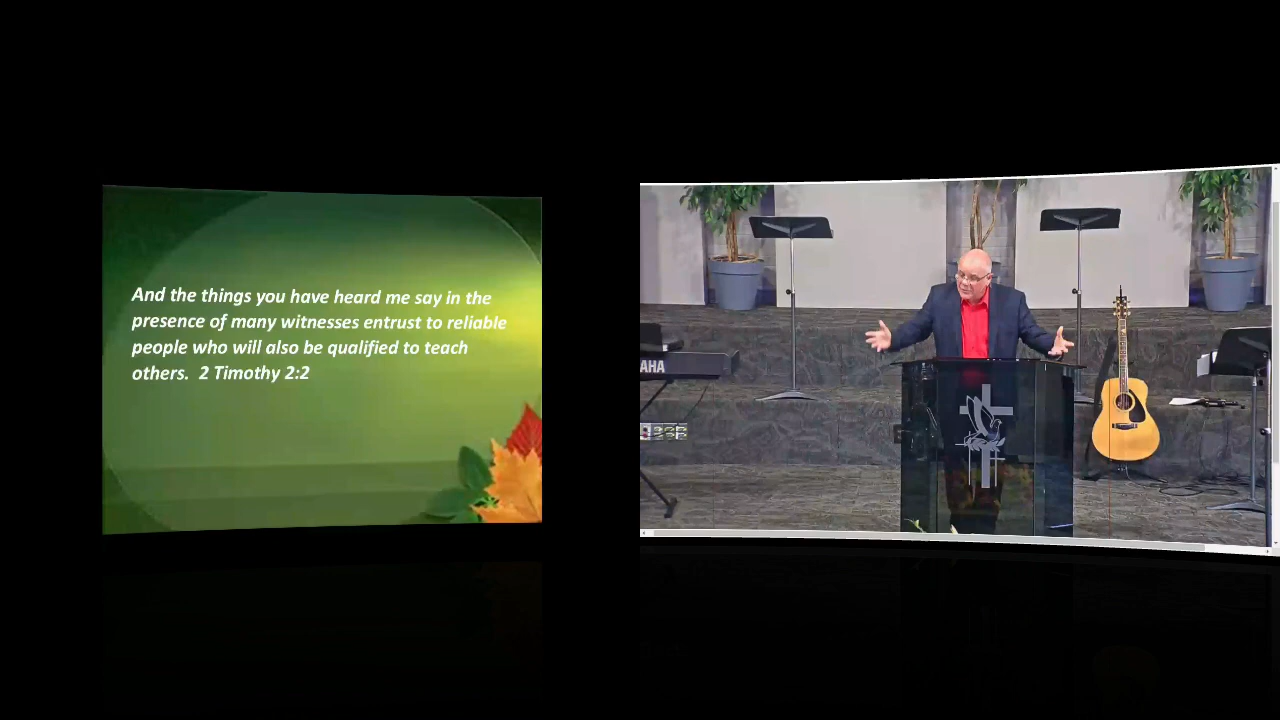 And the things you have heard me say in the
presence of many witnesses entrust to reliable
people who will also be qualified to teach
others.  2 Timothy 2:2
AHA